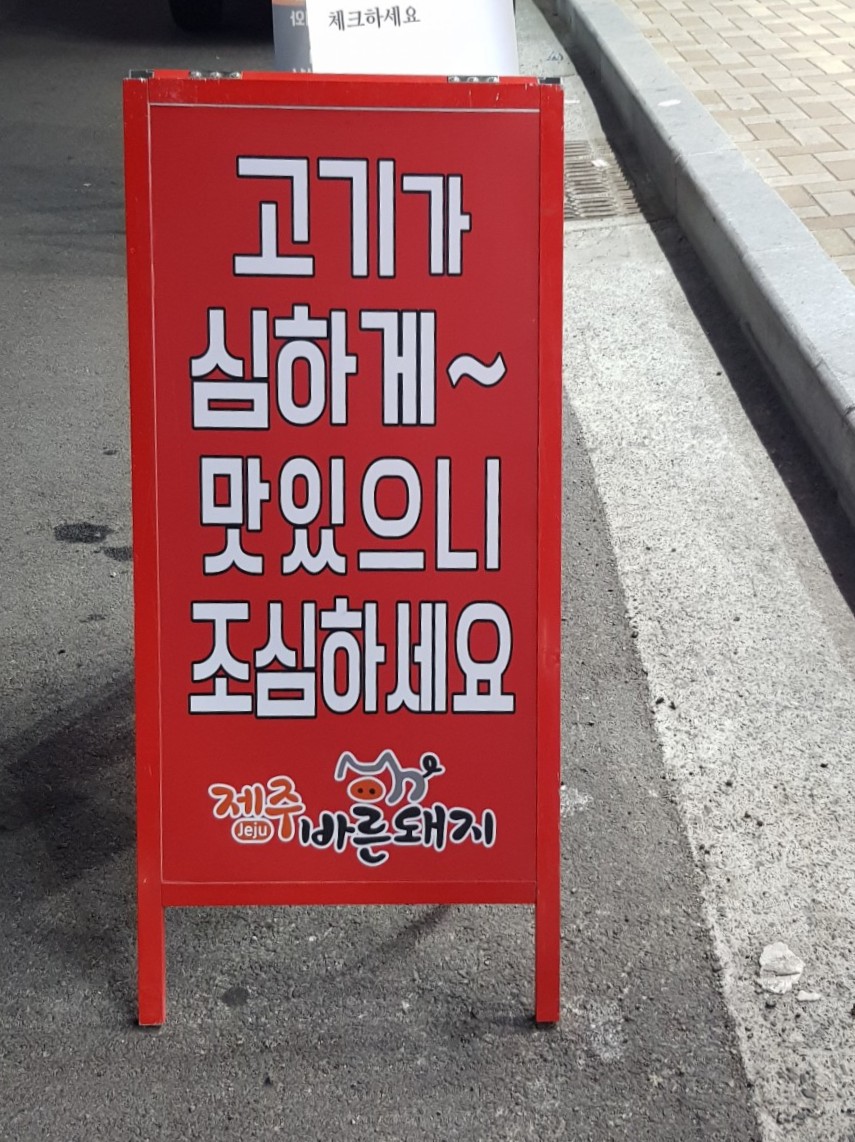 체크하세요
고기가
심하게~
맛있으니
조심하세요
제주
Jeju
바른돼지